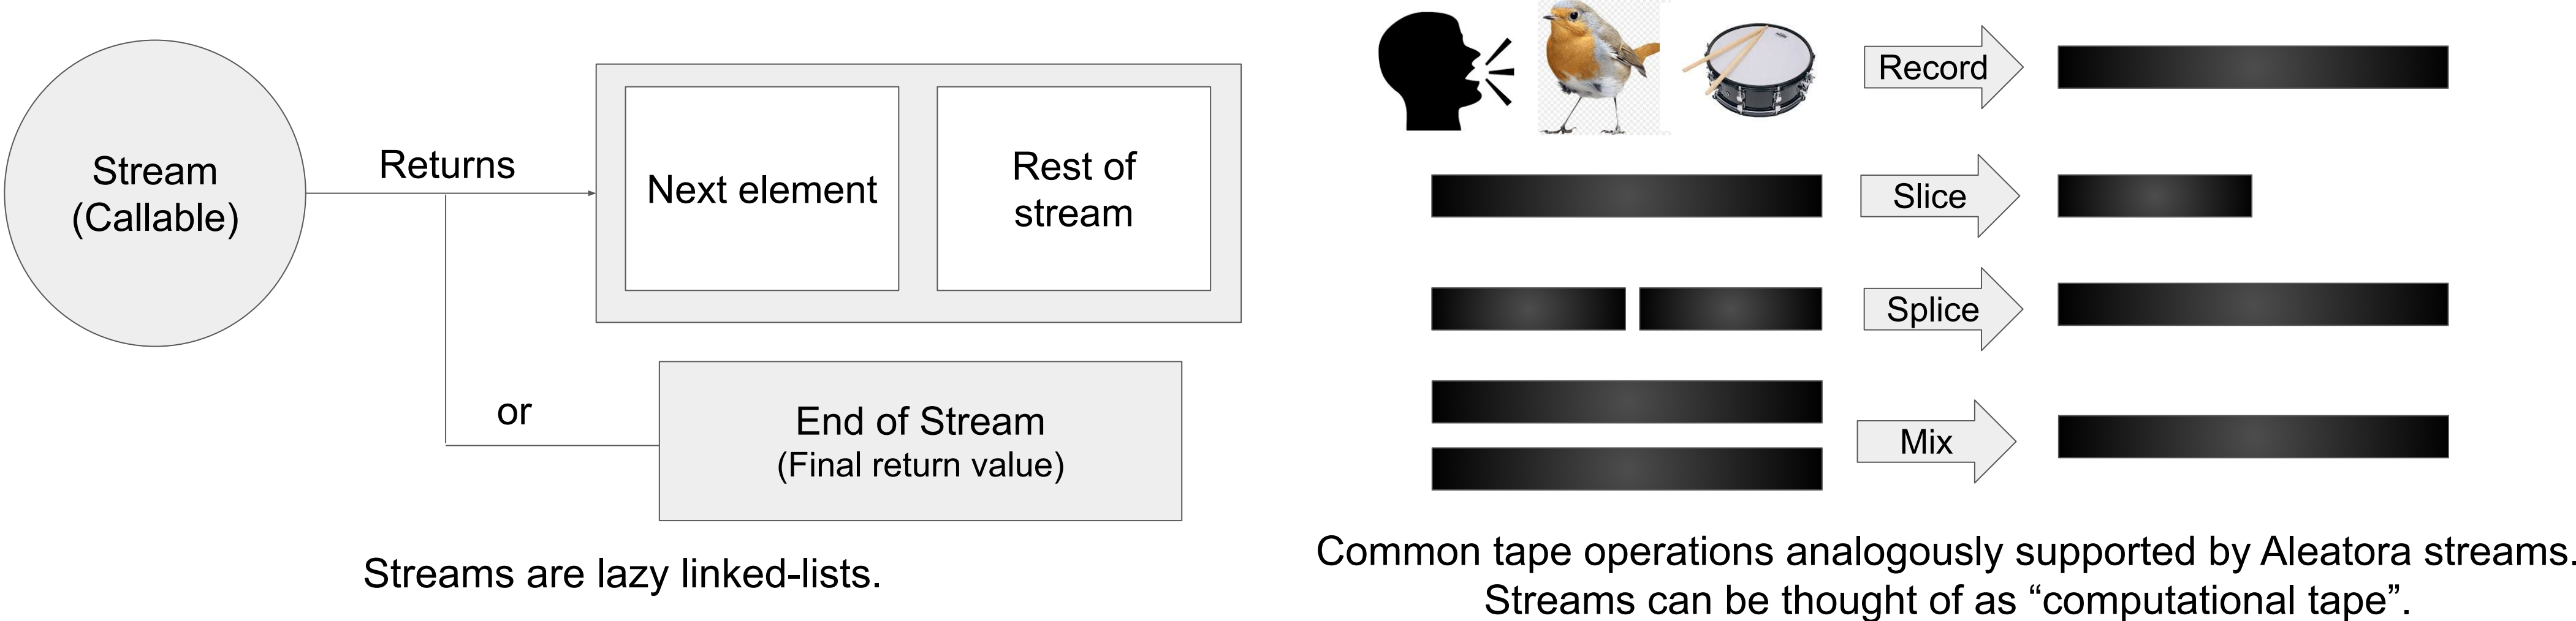 Stream
(Callable)
Returns
Next element
Rest of
stream
or
End of Stream
(Final return value)
Streams are lazy linked-lists.
Record
Slice
Splice
Mix
Common tape operations analogously supported by Aleatora streams.
Streams can be thought of as “computational tape”.